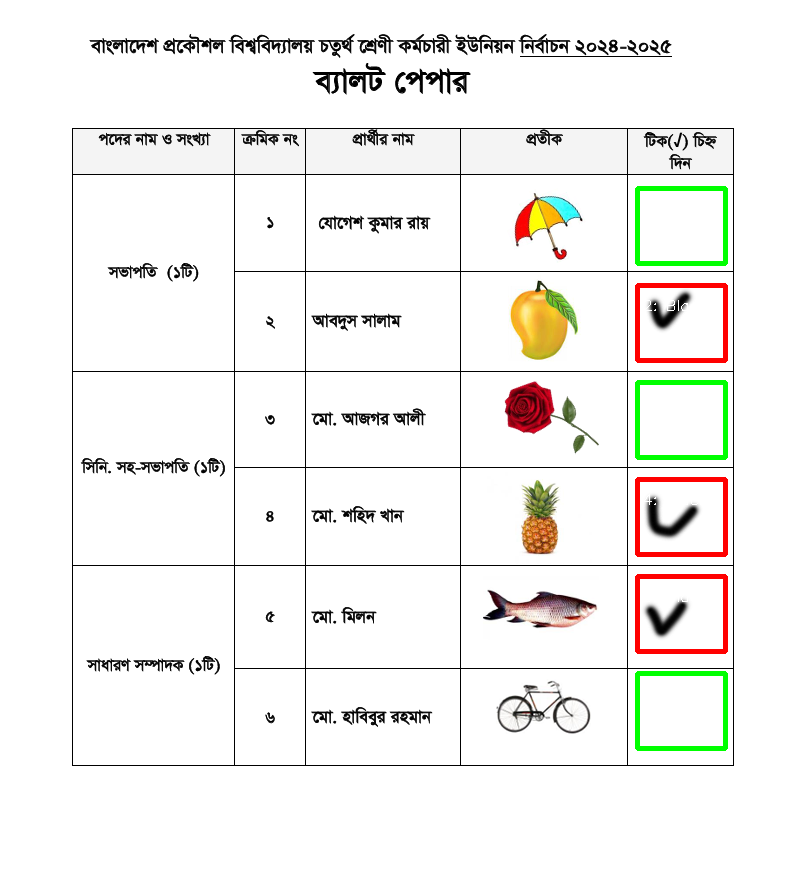 বাংলাদেশ প্রকৌশল বিশ্ববিদ্যালয় চতুর্থ শ্রেণী কর্মচারী ইউনিয়ন নির্বাচন ২০২৪-২০২৫
ব্যালট পেপার
পদের নাম ও সংখ্যা ক্রমিক নং প্রার্থীর নাম প্রতীক টিক(√) চিহ্ন
দিন
সভাপতি (১টি)
১ যোগেশ কুমার রায়
২ আবদুস সালাম
সিনি. সহ-সভাপতি (১টি)
৩ মো. আজগর আলী
৪ মো. শহিদ খান
সাধারণ সম্পাদক (১টি)
৫ মো. মিলন
৬ মো. হাবিবুর রহমান